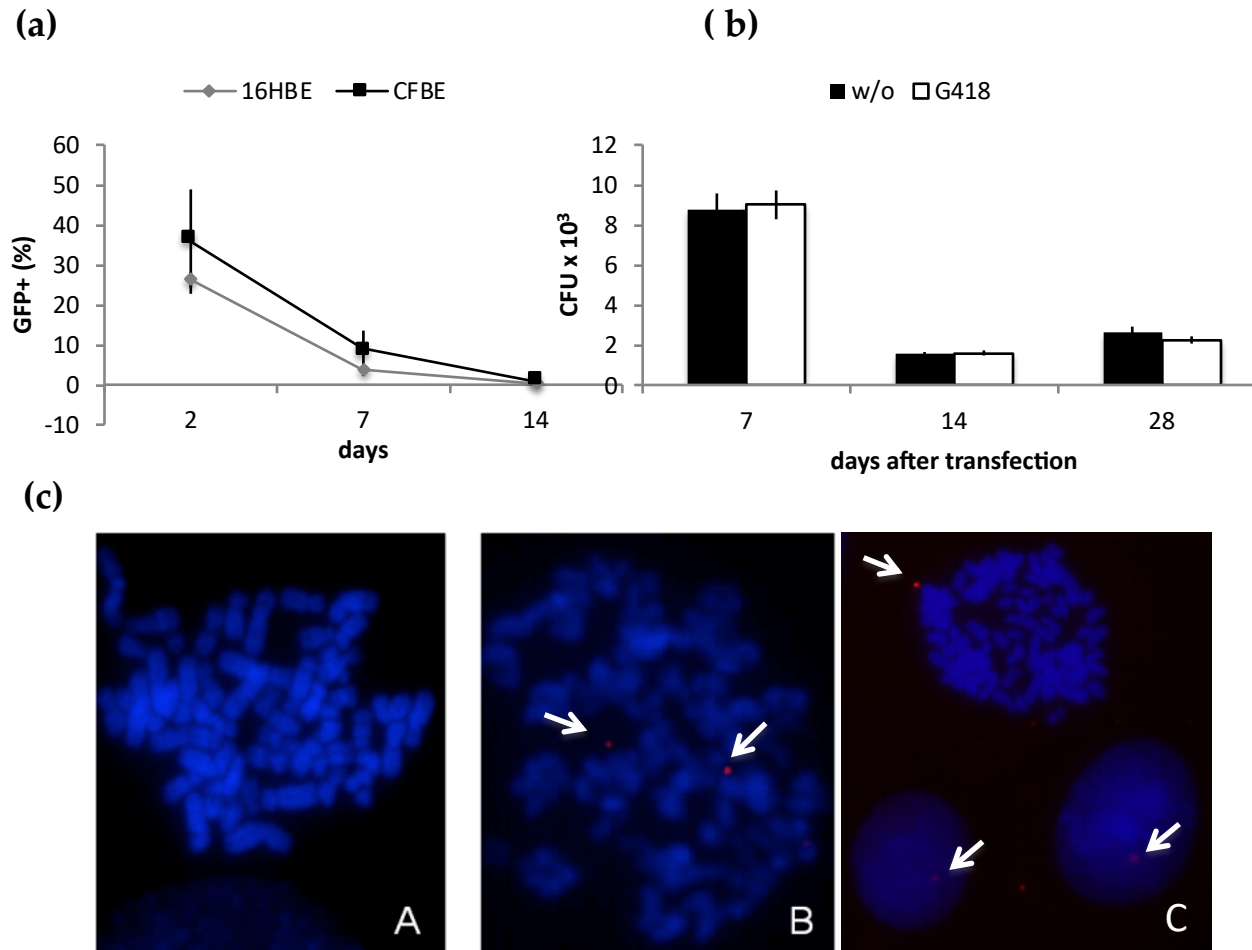 (a)
( b)
16HBE CFBE
w/o G418
60
50
40
30
20
10
0
-10
GFP+ (%)
2 7 14
days
12
10
8
6
4
2
0
CFU x 10³
7 14 28
days after transfection
(c)
A
B
C